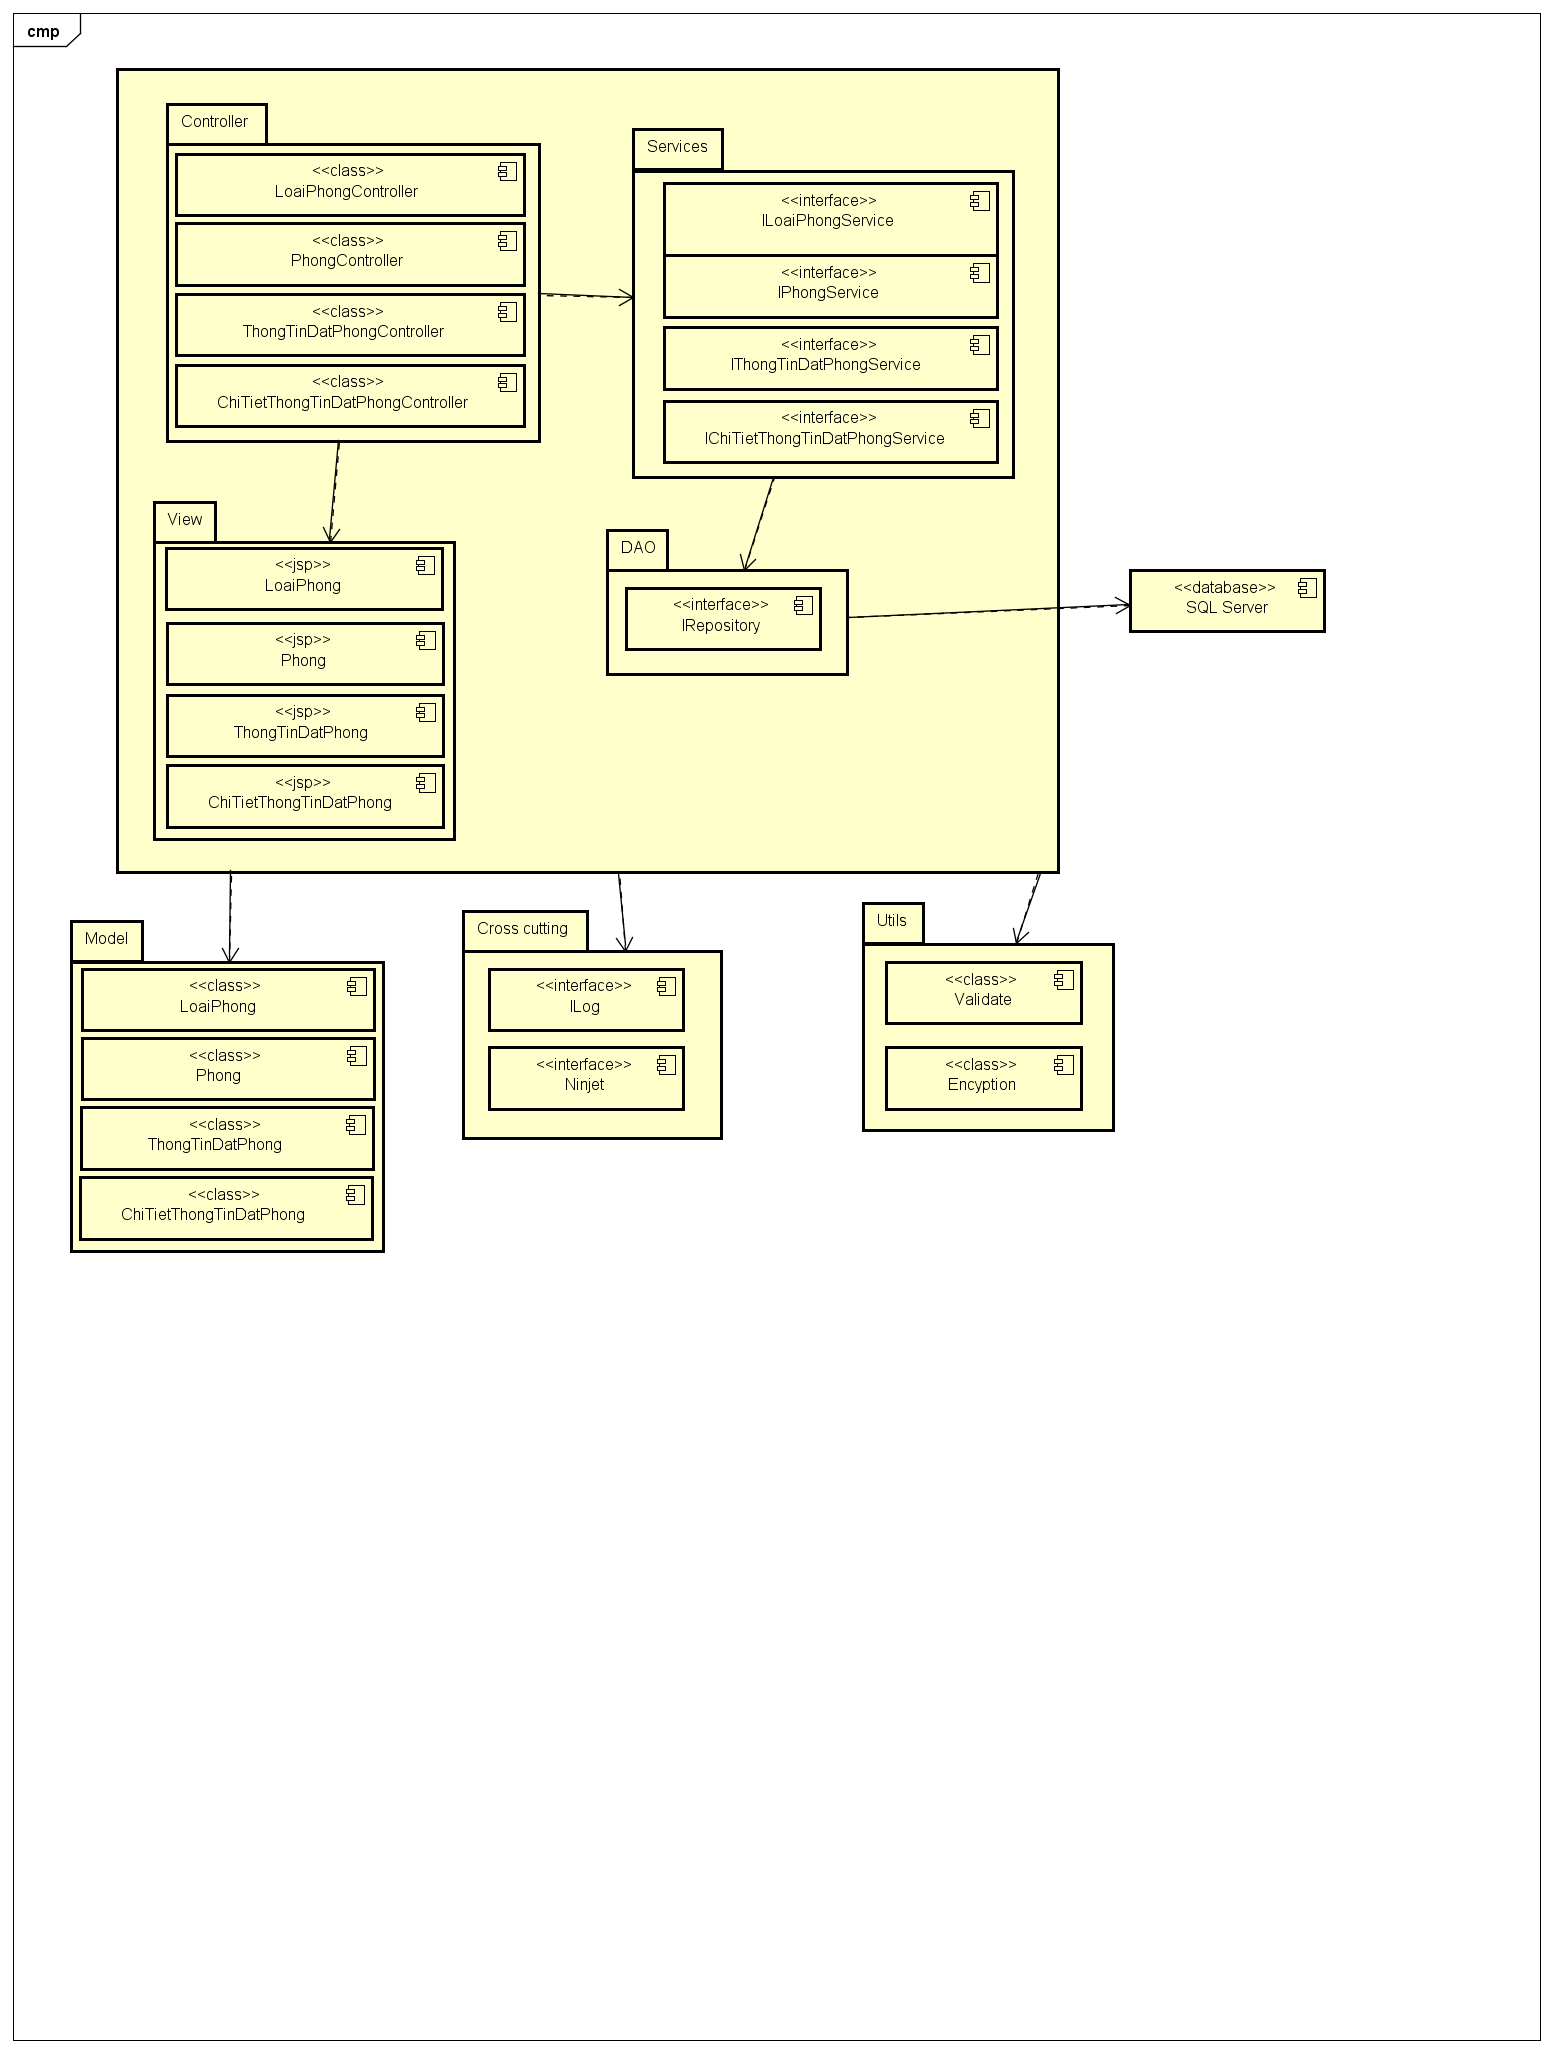 cmp
Controller
<<class>>
LoaiPhongController
<<class>>
PhongController
<<class>>
ThongTinDatPhongController
<<class>>
ChiTietThongTinDatPhongController
Services
<<interface>>
ILoaiPhongService
<<interface>>
IPhongService
<<interface>>
IThongTinDatPhongService
<<interface>>
IChiTietThongTinDatPhongService
View
<<jsp>>
LoaiPhong
<<jsp>>
Phong
<<jsp>>
ThongTinDatPhong
<<jsp>>
ChiTietThongTinDatPhong
DAO
<<interface>>
IRepository
<<database>>
SQL Server
Model
<<class>>
LoaiPhong
<<class>>
Phong
<<class>>
ThongTinDatPhong
<<class>>
ChiTietThongTinDatPhong
Cross cutting
<<interface>>
ILog
<<interface>>
Ninjet
Utils
<<class>>
Validate
<<class>>
Encyption